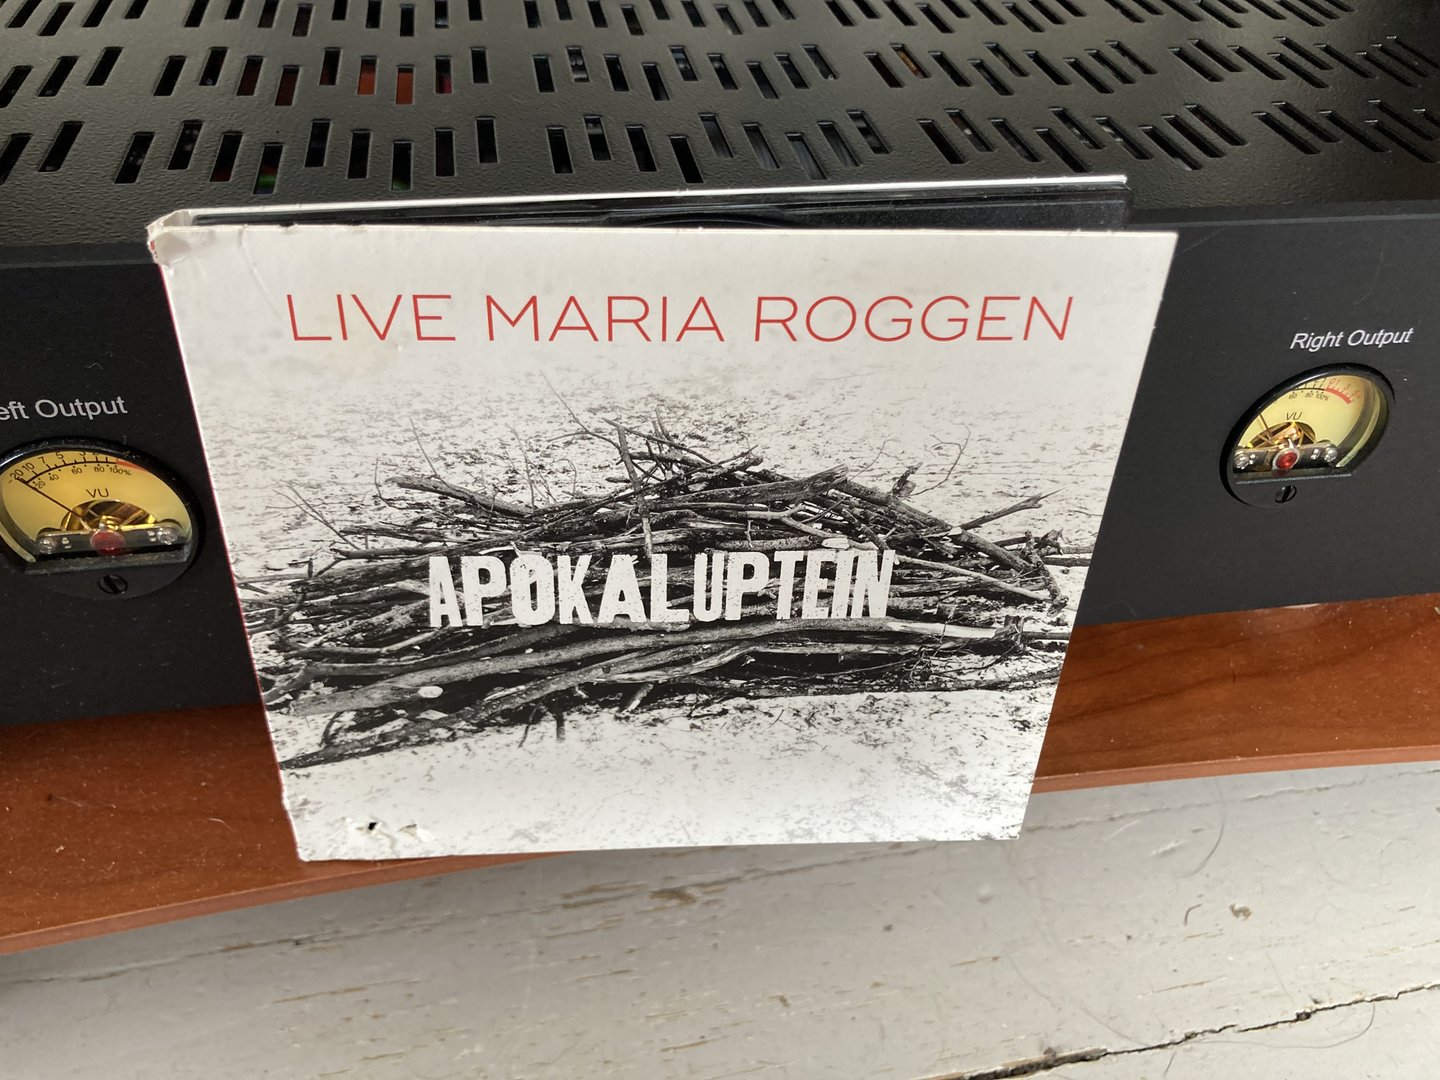 LIVE MARIA ROGGEN
APOKALUPTEIN
eft Output
VU
Right Output
VU